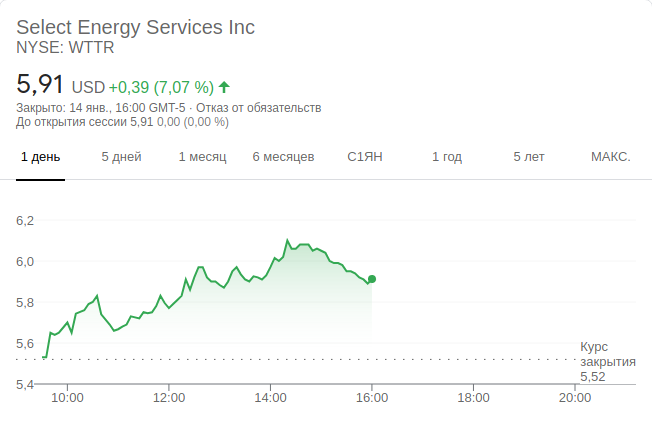 Select Energy Services Inc
NYSE: WTTR
5,91 USD +0,39 (7,07 %)
Закрыто: 14 янв., 16:00 GMT-5 · Отказ от обязательств
До открытия сессии 5,91 0,00 (0,00 %)
1 день 5 дней 1 месяц 6 месяцев С1ЯН 1 год 5 лет МАКС.
6,2
6,0
5,8
5,6
5,4
Курс
закрытия
5,52
10:00 12:00 14:00 16:00 18:00 20:00